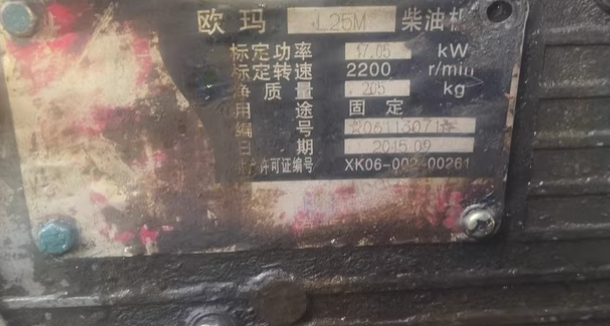 欧玛 L25M 柴油机
标定功率 17.05 kW
标定转速 2200 r/min
净质量 205 kg
用途 固定
编号 ☆06113071☆
日期 2015.09
许可证编号 XK06-002-00261